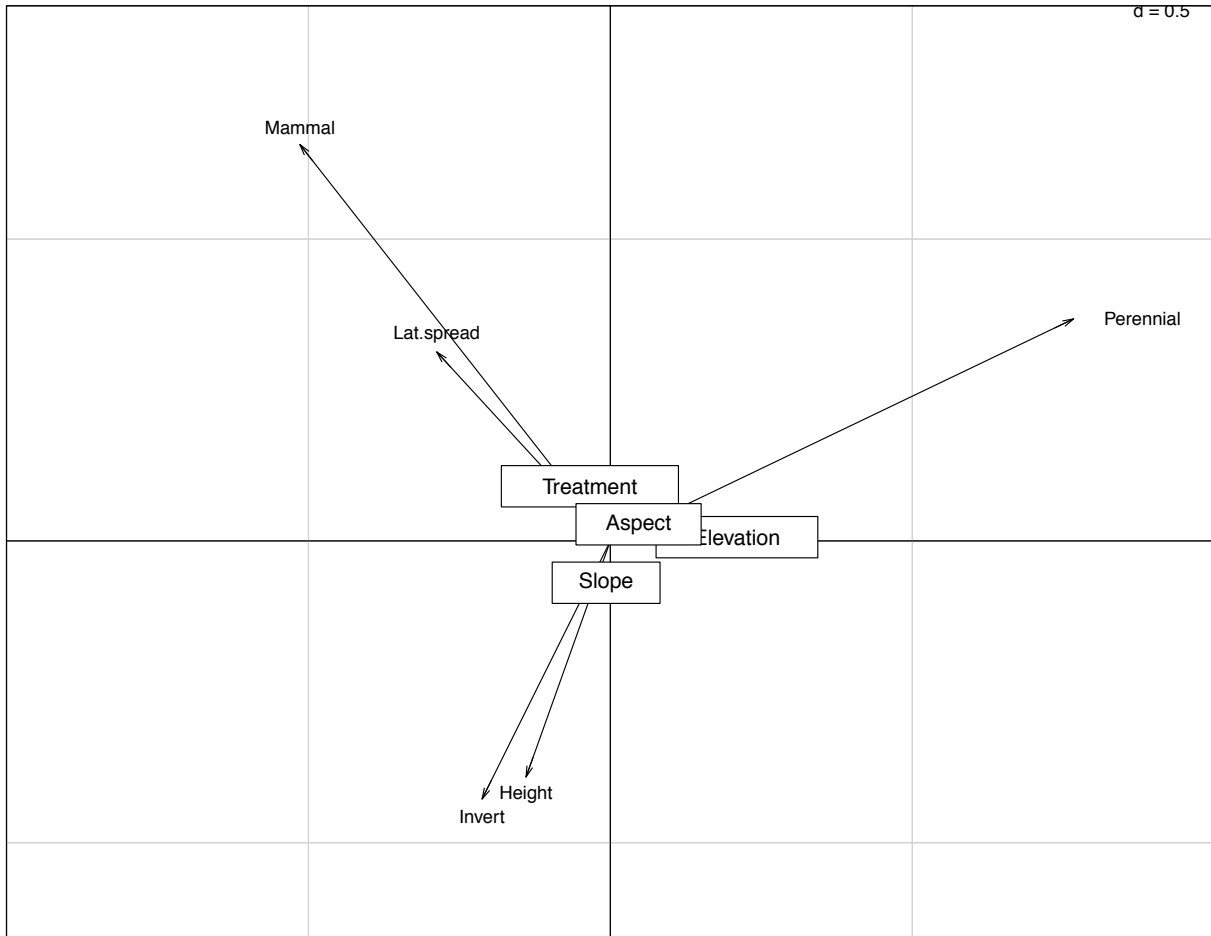 d = 0.5
Mammal
Perennial
Lat.spread
Treatment
Aspect
Elevation
Slope
Height
Invert